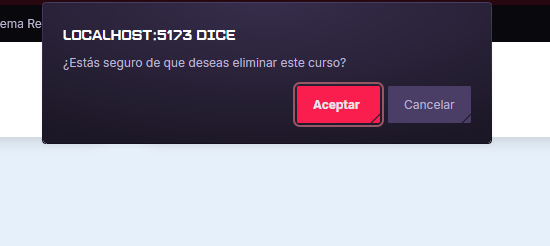 ema Re
LOCALHOST:5173 DICE
¿Estás seguro de que deseas eliminar este curso?
Aceptar
Cancelar